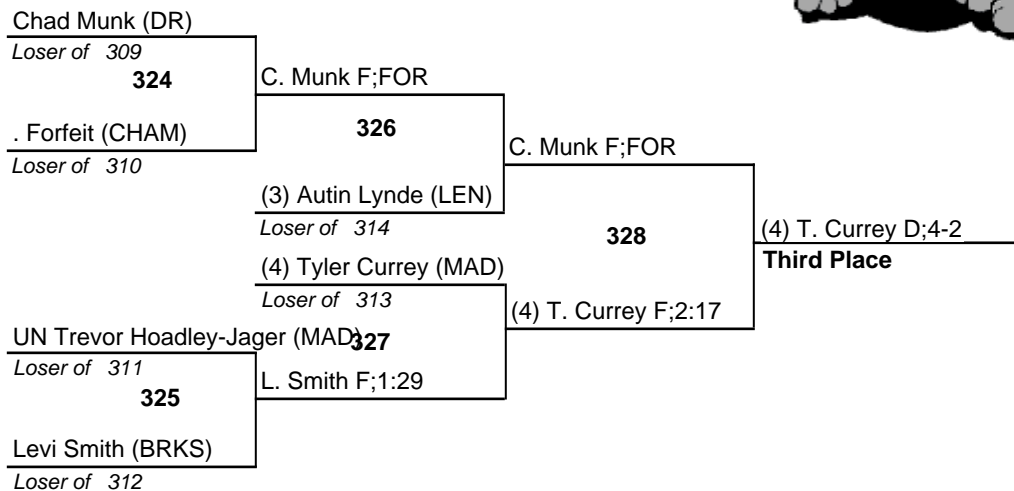 Chad Munk (DR)
Loser of 309
324
C. Munk F;FOR
. Forfeit (CHAM)
Loser of 310
326
C. Munk F;FOR
(3) Autin Lynde (LEN)
Loser of 314
328
(4) T. Currey D;4-2
Third Place
(4) Tyler Currey (MAD)
Loser of 313
(4) T. Currey F;2:17
UN Trevor Hoadley-Jager (MAD)
327
Loser of 311
L. Smith F;1:29
325
Levi Smith (BRKS)
Loser of 312